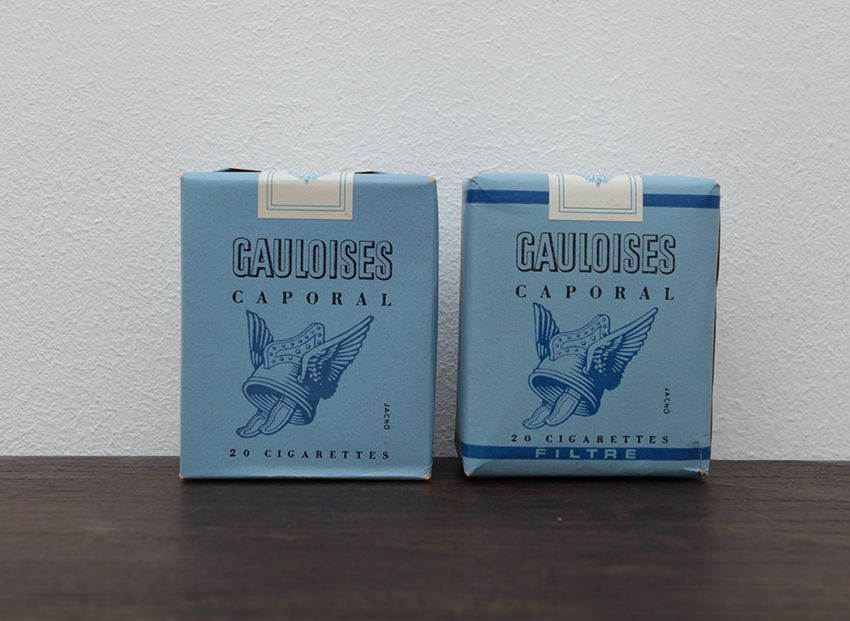 GAULOISES
CAPORAL
JACNO
20 CIGARETTES
GAULOISES
CAPORAL
JACNO
20 CIGARETTES
FILTRE